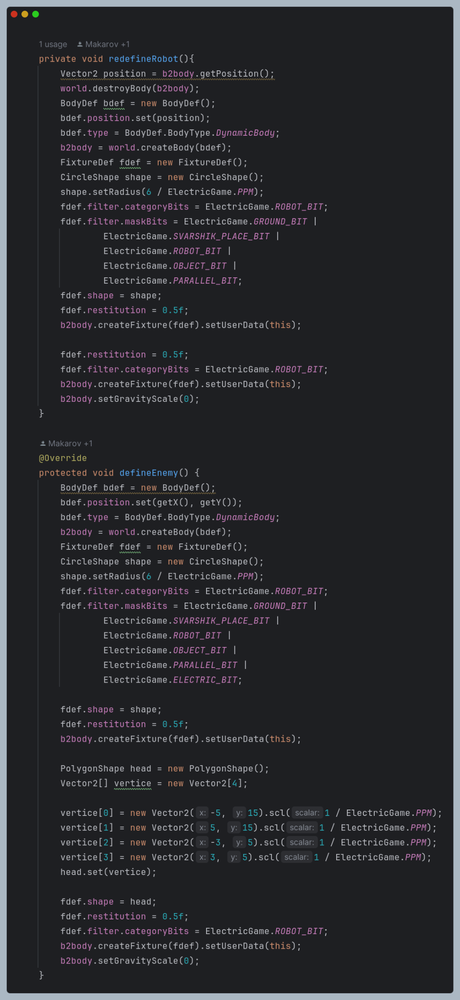 1 usage Makarov +1
private void redefineRobot(){
Vector2 position = b2body.getPosition();
world.destroyBody(b2body);
BodyDef bdef = new BodyDef();
bdef.position.set(position);
bdef.type = BodyDef.BodyType.DynamicBody;
b2body = world.createBody(bdef);
FixtureDef fdef = new FixtureDef();
CircleShape shape = new CircleShape();
shape.setRadius(6 / ElectricGame.PPM);
fdef.filter.categoryBits = ElectricGame.ROBOT_BIT;
fdef.filter.maskBits = ElectricGame.GROUND_BIT |
ElectricGame.SVARSHIK_PLACE_BIT |
ElectricGame.ROBOT_BIT |
ElectricGame.OBJECT_BIT |
ElectricGame.PARALLEL_BIT;
fdef.shape = shape;
fdef.restitution = 0.5f;
b2body.createFixture(fdef).setUserData(this);
fdef.restitution = 0.5f;
fdef.filter.categoryBits = ElectricGame.ROBOT_BIT;
b2body.createFixture(fdef).setUserData(this);
b2body.setGravityScale(0);
}
Makarov +1
@Override
protected void defineEnemy() {
BodyDef bdef = new BodyDef();
bdef.position.set(getX(), getY());
bdef.type = BodyDef.BodyType.DynamicBody;
b2body = world.createBody(bdef);
FixtureDef fdef = new FixtureDef();
CircleShape shape = new CircleShape();
shape.setRadius(6 / ElectricGame.PPM);
fdef.filter.categoryBits = ElectricGame.ROBOT_BIT;
fdef.filter.maskBits = ElectricGame.GROUND_BIT |
ElectricGame.SVARSHIK_PLACE_BIT |
ElectricGame.ROBOT_BIT |
ElectricGame.OBJECT_BIT |
ElectricGame.PARALLEL_BIT |
ElectricGame.ELECTRIC_BIT;
fdef.shape = shape;
fdef.restitution = 0.5f;
b2body.createFixture(fdef).setUserData(this);
PolygonShape head = new PolygonShape();
Vector2[] vertice = new Vector2[4];
vertice[0] = new Vector2( x: -5, y: 15).scl( scalar: 1 / ElectricGame.PPM);
vertice[1] = new Vector2( x: 5, y: 15).scl( scalar: 1 / ElectricGame.PPM);
vertice[2] = new Vector2( x: -3, y: 5).scl( scalar: 1 / ElectricGame.PPM);
vertice[3] = new Vector2( x: 3, y: 5).scl( scalar: 1 / ElectricGame.PPM);
head.set(vertice);
fdef.shape = head;
fdef.restitution = 0.5f;
fdef.filter.categoryBits = ElectricGame.ROBOT_BIT;
b2body.createFixture(fdef).setUserData(this);
b2body.setGravityScale(0);
}